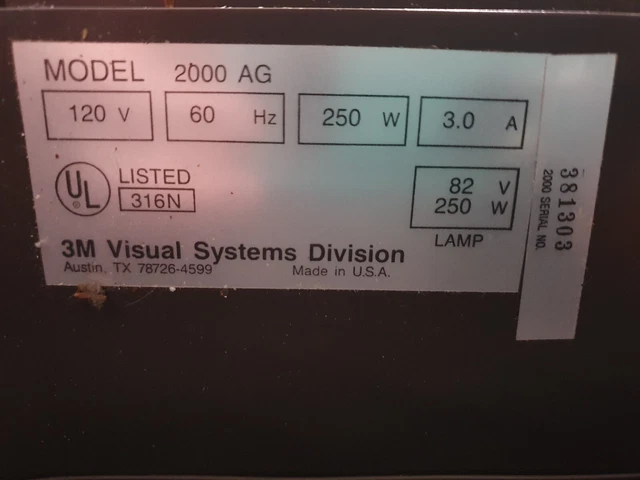 MODEL 2000 AG
120 V 60 Hz 250 W 3.0 A
UL ® LISTED
316N
82 V
250 W
LAMP
3M Visual Systems Division
Austin, TX 78726-4599 Made in U.S.A.
381303
2000 SERIAL NO.